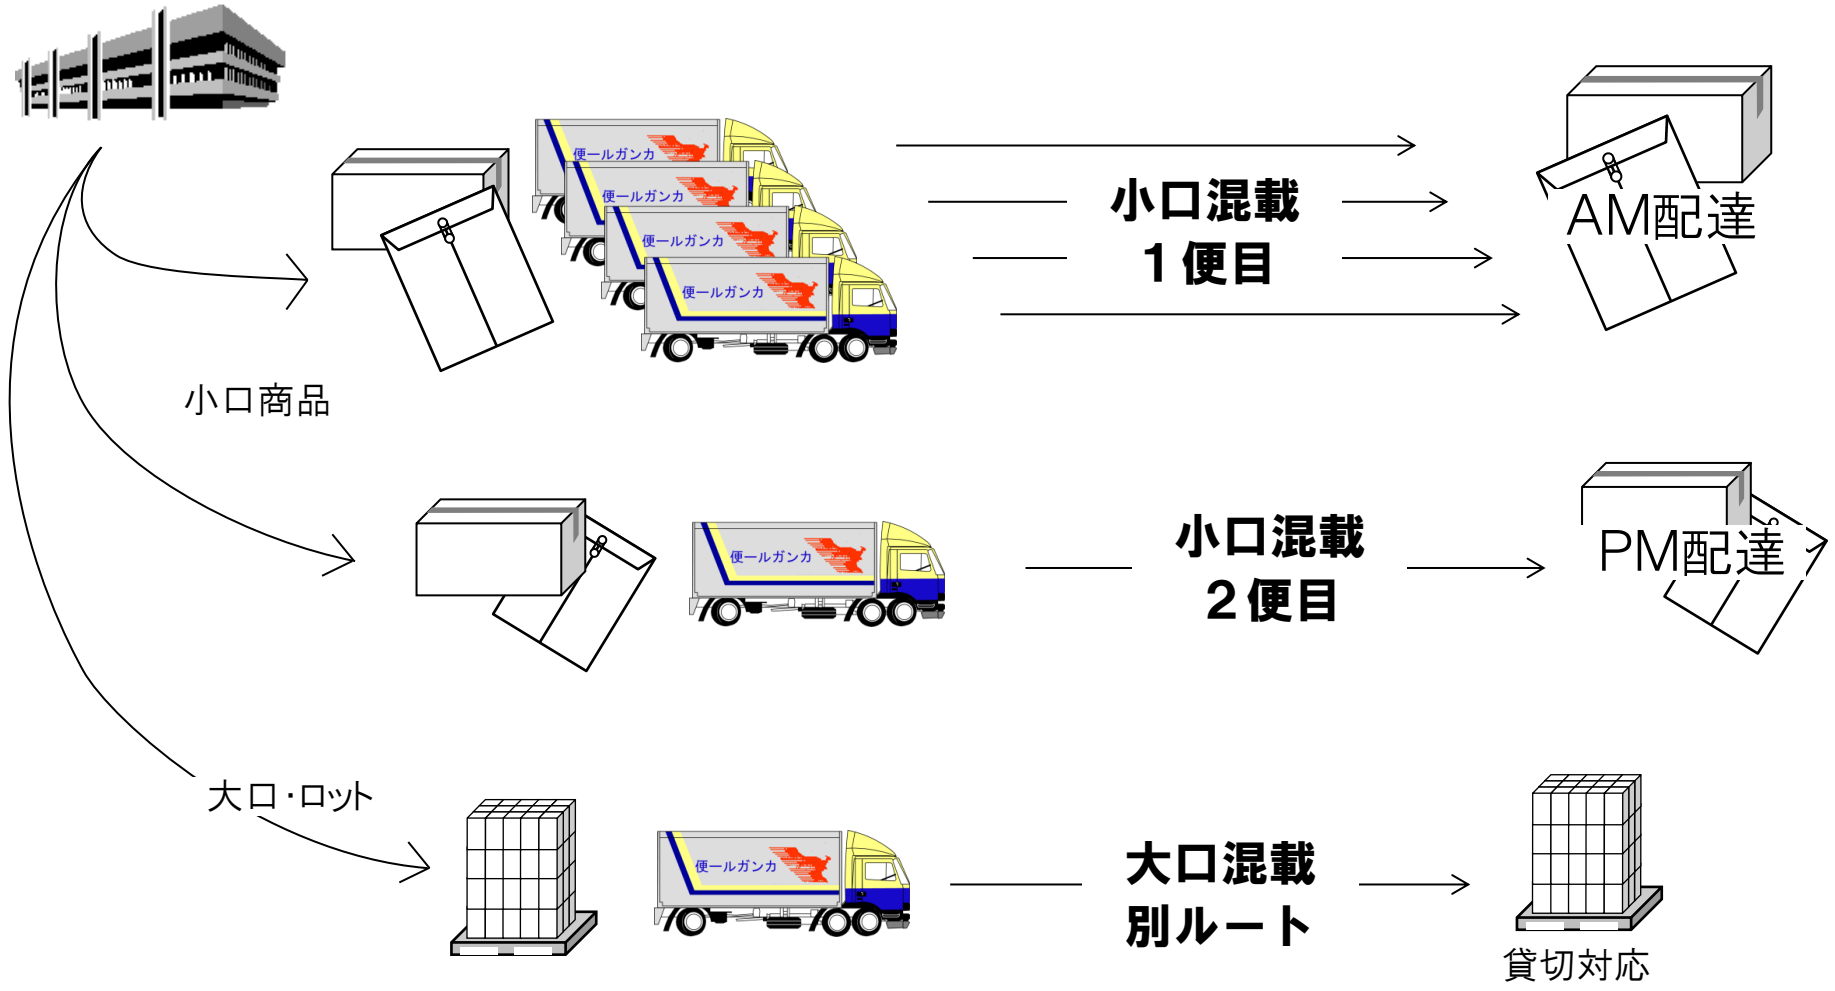 便ールガンカ
便ールガンカ
便ールガンカ
便ールガンカ
小口混載
１便目
AM配達
小口商品
便ールガンカ
小口混載
２便目
PM配達
大口・ロット
便ールガンカ
大口混載
別ルート
貸切対応